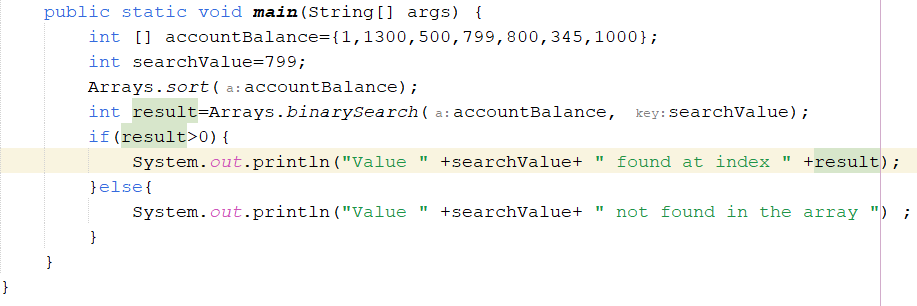 public static void main(String[] args) {
int [] accountBalance={1,1300,500,799,800,345,1000};
int searchValue=799;
Arrays.sort( a: accountBalance);
int result=Arrays.binarySearch( a: accountBalance, key: searchValue);
if(result>0){
System.out.println("Value " +searchValue+ " found at index " +result);
}else{
System.out.println("Value " +searchValue+ " not found in the array ") ;
}
}
}